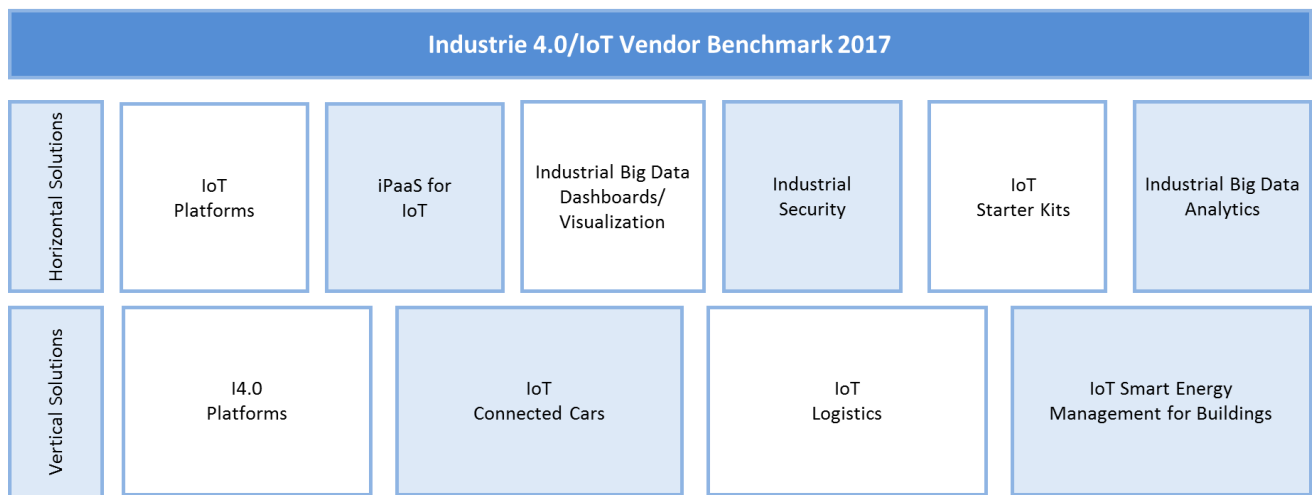 Industrie 4.0/IoT Vendor Benchmark 2017
Horizontal Solutions
IoT
Platforms
iPaaS for
IoT
Industrial Big Data
Dashboards/
Visualization
Industrial
Security
IoT
Starter Kits
Industrial Big Data
Analytics
Vertical Solutions
I4.0
Platforms
IoT
Connected Cars
IoT
Logistics
IoT Smart Energy
Management for Buildings